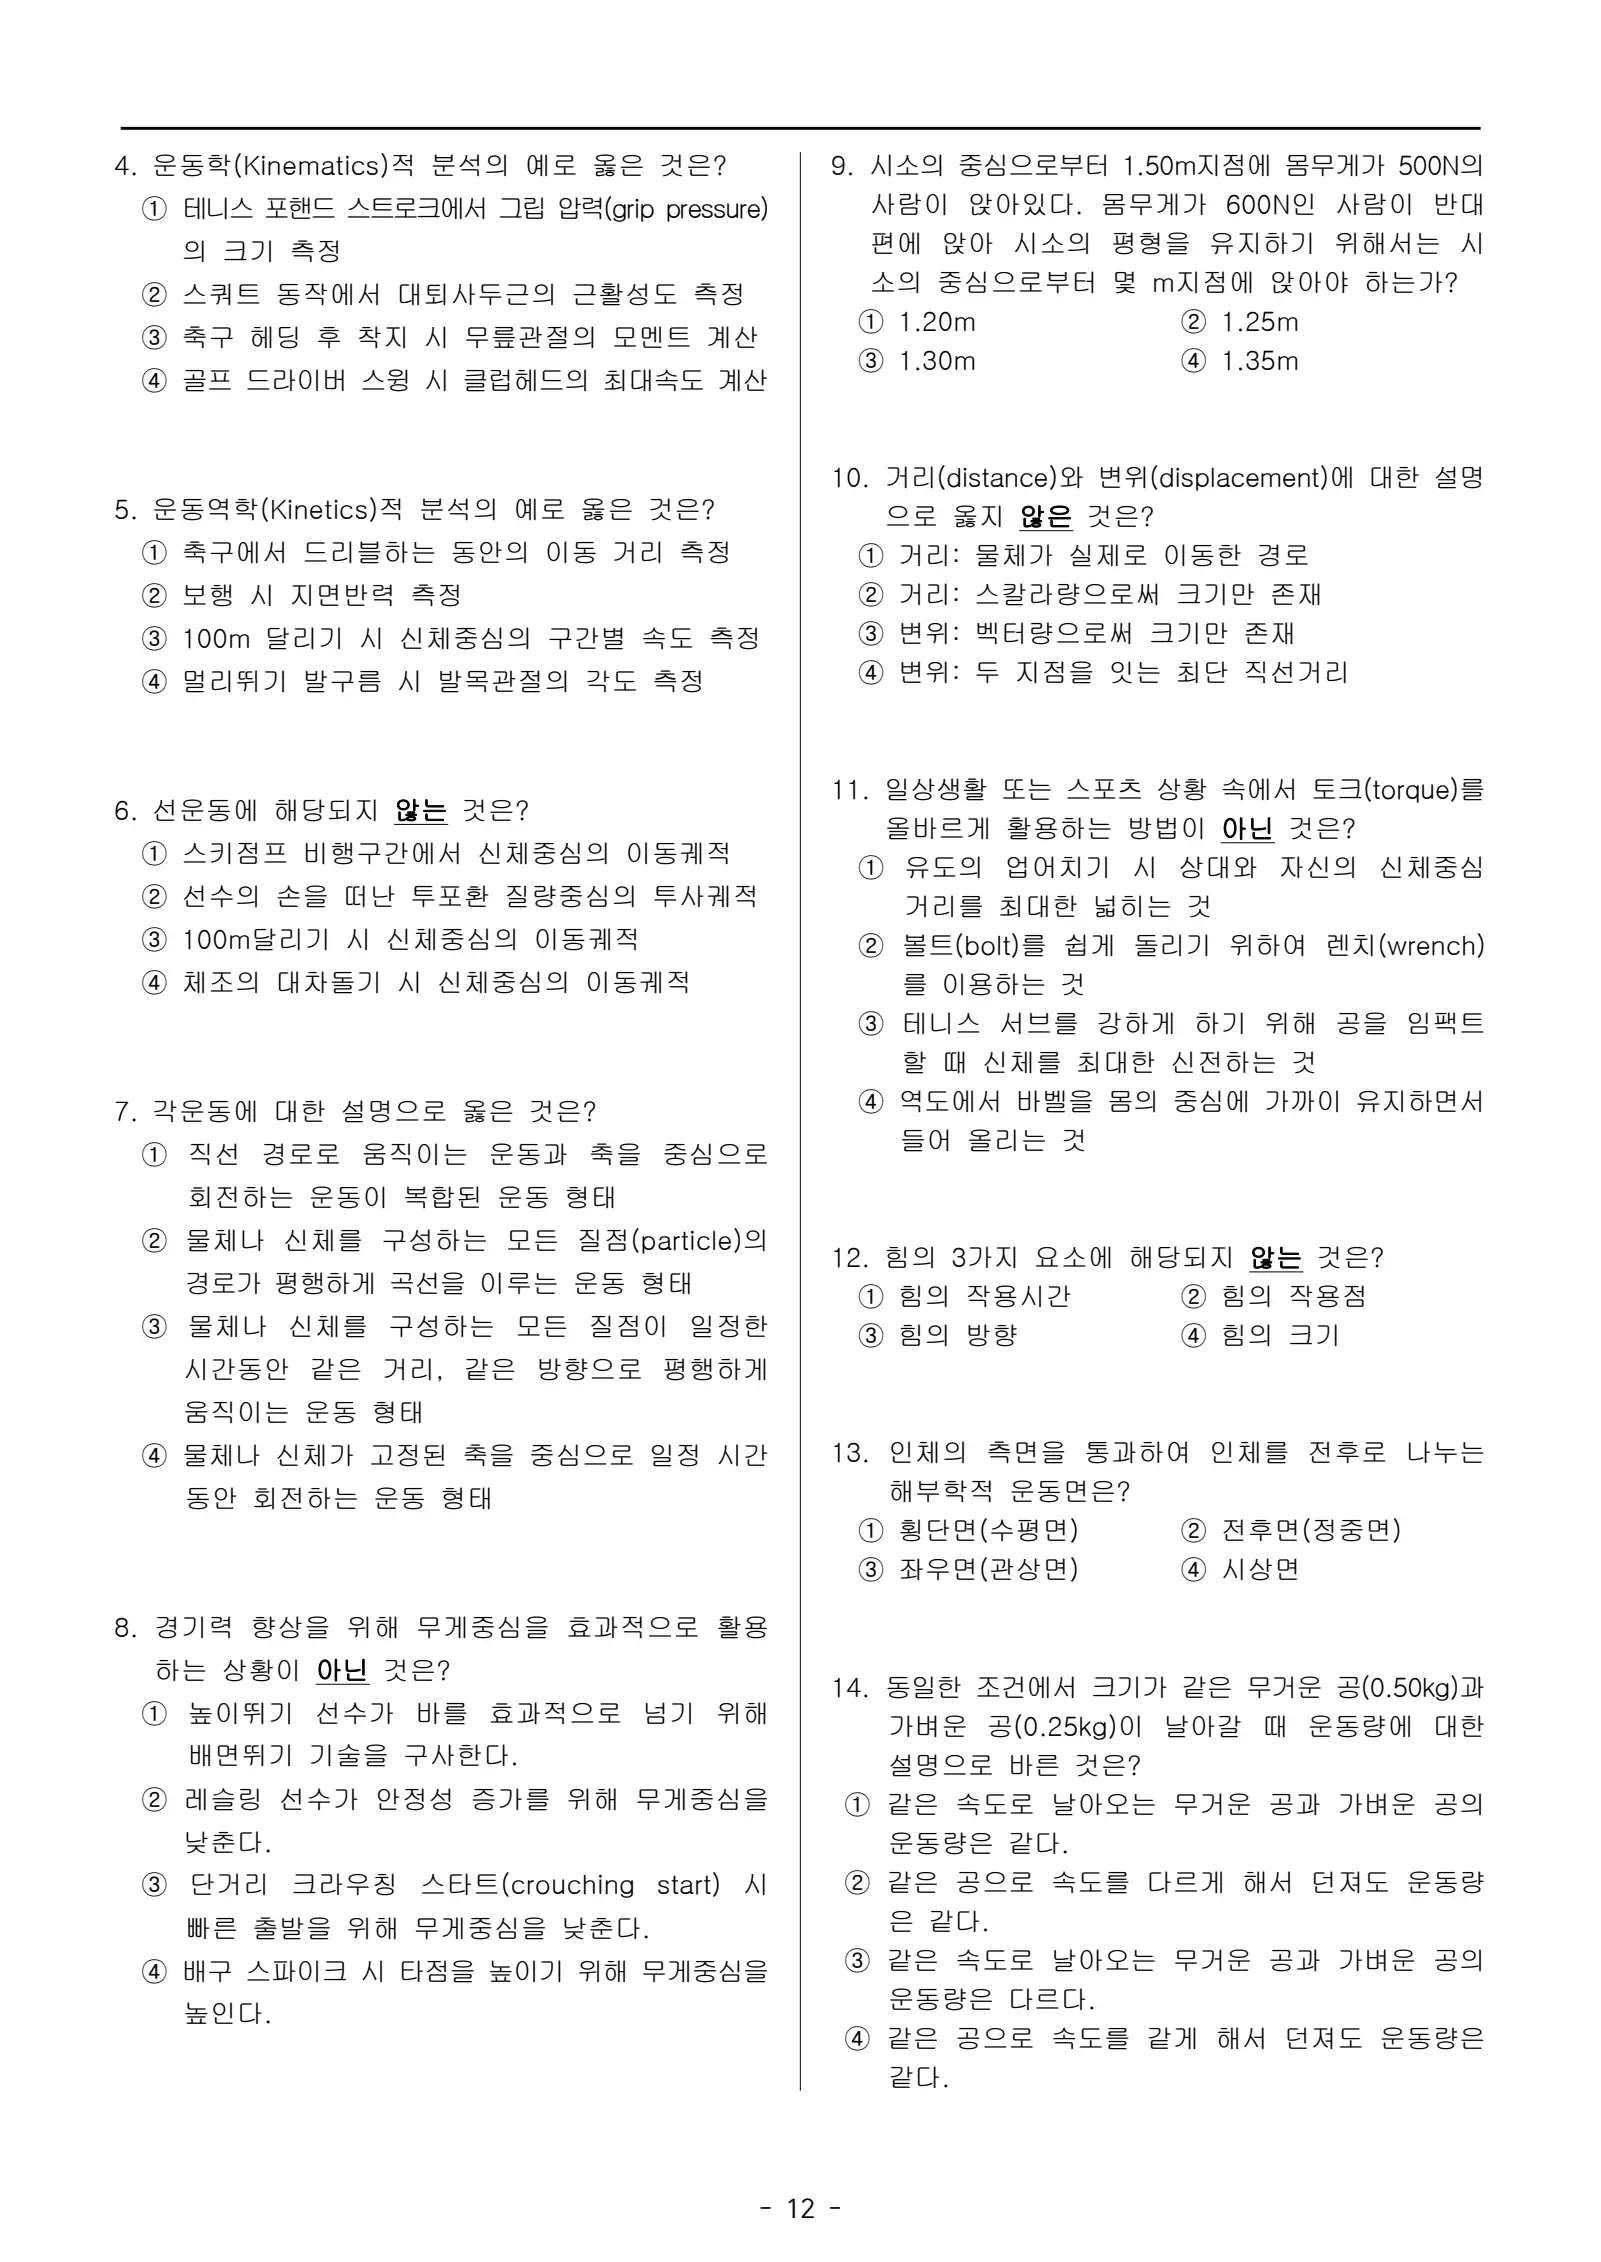 4. 운동학(Kinematics)적 분석의 예로 옳은 것은?
① 테니스 포핸드 스트로크에서 그립 압력(grip pressure)
의 크기 측정
② 스쿼트 동작에서 대퇴사두근의 근활성도 측정
③ 축구 헤딩 후 착지 시 무릎관절의 모멘트 계산
④ 골프 드라이버 스윙 시 클럽헤드의 최대속도 계산
5. 운동역학(Kinetics)적 분석의 예로 옳은 것은?
① 축구에서 드리블하는 동안의 이동 거리 측정
② 보행 시 지면반력 측정
③ 100m 달리기 시 신체중심의 구간별 속도 측정
④ 멀리뛰기 발구름 시 발목관절의 각도 측정
6. 선운동에 해당되지 않는 것은?
① 스키점프 비행구간에서 신체중심의 이동궤적
② 선수의 손을 떠난 투포환 질량중심의 투사궤적
③ 100m달리기 시 신체중심의 이동궤적
④ 체조의 대차돌기 시 신체중심의 이동궤적
7. 각운동에 대한 설명으로 옳은 것은?
① 직선 경로로 움직이는 운동과 축을 중심으로
회전하는 운동이 복합된 운동 형태
② 물체나 신체를 구성하는 모든 질점(particle)의
경로가 평행하게 곡선을 이루는 운동 형태
③ 물체나 신체를 구성하는 모든 질점이 일정한
시간동안 같은 거리, 같은 방향으로 평행하게
움직이는 운동 형태
④ 물체나 신체가 고정된 축을 중심으로 일정 시간
동안 회전하는 운동 형태
8. 경기력 향상을 위해 무게중심을 효과적으로 활용
하는 상황이 아닌 것은?
① 높이뛰기 선수가 바를 효과적으로 넘기 위해
배면뛰기 기술을 구사한다.
② 레슬링 선수가 안정성 증가를 위해 무게중심을
낮춘다.
③ 단거리 크라우칭 스타트(crouching start) 시
빠른 출발을 위해 무게중심을 낮춘다.
④ 배구 스파이크 시 타점을 높이기 위해 무게중심을
높인다.
9. 시소의 중심으로부터 1.50m지점에 몸무게가 500N의
사람이 앉아있다. 몸무게가 600N인 사람이 반대
편에 앉아 시소의 평형을 유지하기 위해서는 시
소의 중심으로부터 몇 m지점에 앉아야 하는가?
① 1.20m ② 1.25m
③ 1.30m ④ 1.35m
10. 거리(distance)와 변위(displacement)에 대한 설명
으로 옳지 않은 것은?
① 거리: 물체가 실제로 이동한 경로
② 거리: 스칼라량으로써 크기만 존재
③ 변위: 벡터량으로써 크기만 존재
④ 변위: 두 지점을 잇는 최단 직선거리
11. 일상생활 또는 스포츠 상황 속에서 토크(torque)를
올바르게 활용하는 방법이 아닌 것은?
① 유도의 업어치기 시 상대와 자신의 신체중심
거리를 최대한 넓히는 것
② 볼트(bolt)를 쉽게 돌리기 위하여 렌치(wrench)
를 이용하는 것
③ 테니스 서브를 강하게 하기 위해 공을 임팩트
할 때 신체를 최대한 신전하는 것
④ 역도에서 바벨을 몸의 중심에 가까이 유지하면서
들어 올리는 것
12. 힘의 3가지 요소에 해당되지 않는 것은?
① 힘의 작용시간 ② 힘의 작용점
③ 힘의 방향 ④ 힘의 크기
13. 인체의 측면을 통과하여 인체를 전후로 나누는
해부학적 운동면은?
① 횡단면(수평면) ② 전후면(정중면)
③ 좌우면(관상면) ④ 시상면
14. 동일한 조건에서 크기가 같은 무거운 공(0.50kg)과
가벼운 공(0.25kg)이 날아갈 때 운동량에 대한
설명으로 바른 것은?
① 같은 속도로 날아오는 무거운 공과 가벼운 공의
운동량은 같다.
② 같은 공으로 속도를 다르게 해서 던져도 운동량
은 같다.
③ 같은 속도로 날아오는 무거운 공과 가벼운 공의
운동량은 다르다.
④ 같은 공으로 속도를 같게 해서 던져도 운동량은
같다.
- 12 -